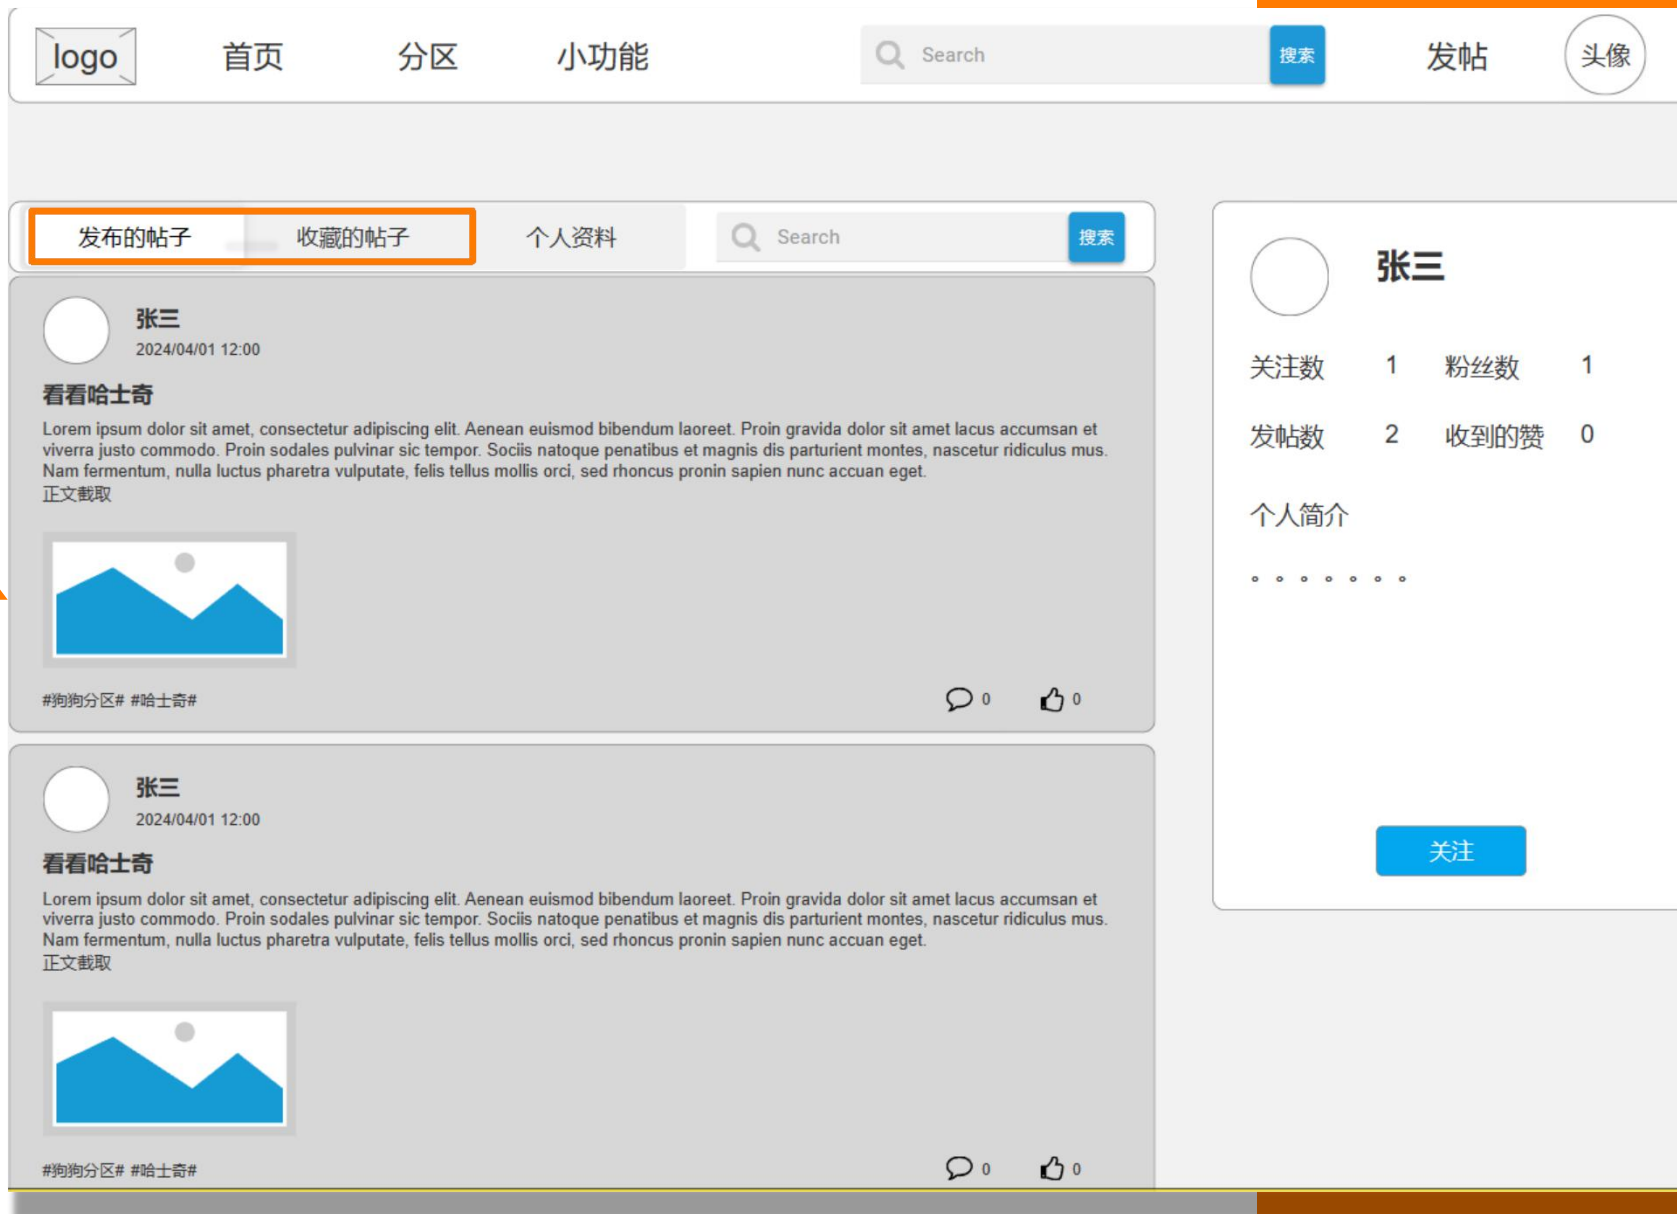 logo 首页 分区 小功能 Search 搜索 发帖 头像
发布的帖子 收藏的帖子 个人资料 Search 搜索
张三
2024/04/01 12:00
看看哈士奇
Lorem ipsum dolor sit amet, consectetur adipiscing elit. Aenean euismod bibendum laoreet. Proin gravida dolor sit amet lacus accumsan et
viverra justo commodo. Proin sodales pulvinar sic tempor. Sociis natoque penatibus et magnis dis parturient montes, nascetur ridiculus mus.
Nam fermentum, nulla luctus pharetra vulputate, felis tellus mollis orci, sed rhoncus pronin sapien nunc accuan eget.
正文截取
#狗狗分区# #哈士奇# 0 0
张三
2024/04/01 12:00
看看哈士奇
Lorem ipsum dolor sit amet, consectetur adipiscing elit. Aenean euismod bibendum laoreet. Proin gravida dolor sit amet lacus accumsan et
viverra justo commodo. Proin sodales pulvinar sic tempor. Sociis natoque penatibus et magnis dis parturient montes, nascetur ridiculus mus.
Nam fermentum, nulla luctus pharetra vulputate, felis tellus mollis orci, sed rhoncus pronin sapien nunc accuan eget.
正文截取
#狗狗分区# #哈士奇# 0 0
张三
关注数 1 粉丝数 1
发帖数 2 收到的赞 0
个人简介
。。。。。。。
关注